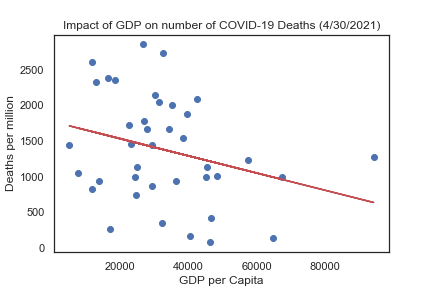 Impact of GDP on number of COVID-19 Deaths (4/30/2021)
Deaths per million
2500
2000
1500
1000
500
0
20000 40000 60000 80000
GDP per Capita